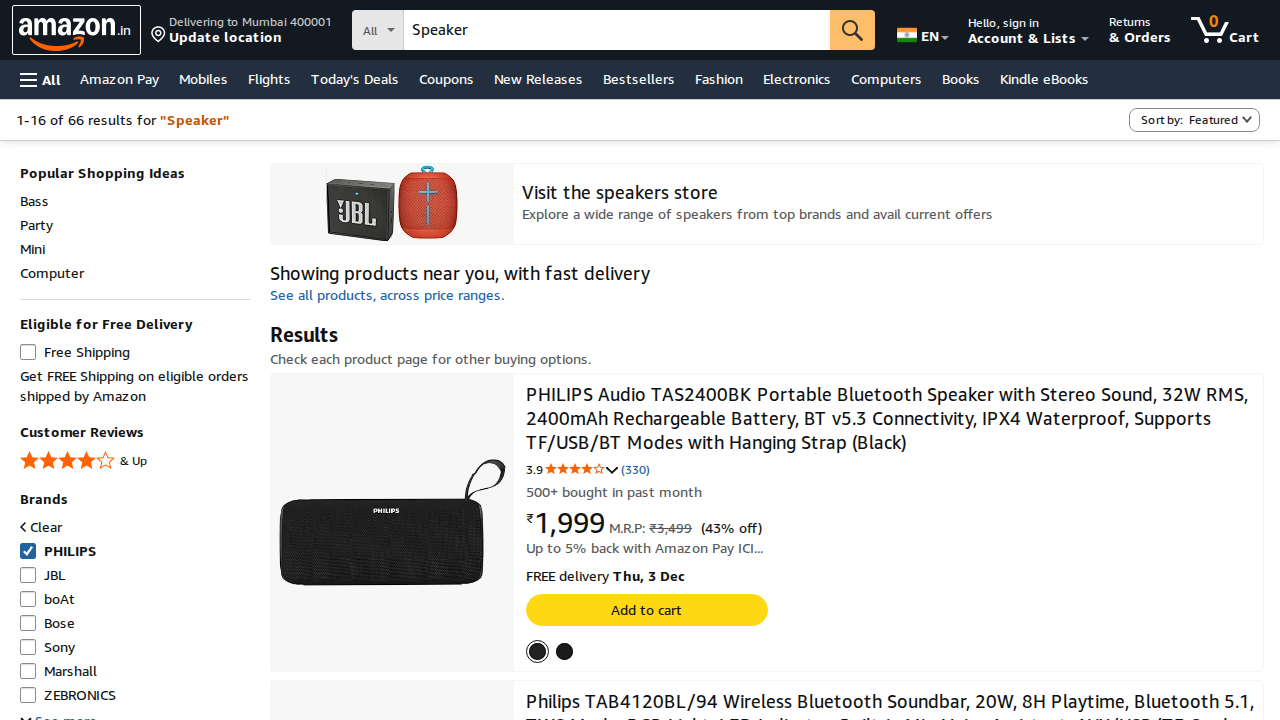 amazon.in
Delivering to Mumbai 400001
Update location
All
Speaker
EN
Hello, sign in
Account & Lists
Returns
& Orders
0
Cart
All
Amazon Pay
Mobiles
Flights
Today's Deals
Coupons
New Releases
Bestsellers
Fashion
Electronics
Computers
Books
Kindle eBooks
1-16 of 66 results for "Speaker"
Sort by: Featured
Popular Shopping Ideas
Bass
Party
Mini
Computer
Eligible for Free Delivery
Free Shipping
Get FREE Shipping on eligible orders
shipped by Amazon
Customer Reviews
& Up
Brands
Clear
PHILIPS
JBL
boAt
Bose
Sony
Marshall
ZEBRONICS
JBL
Visit the speakers store
Explore a wide range of speakers from top brands and avail current offers
Showing products near you, with fast delivery
See all products, across price ranges.
Results
Check each product page for other buying options.
PHILIPS
PHILIPS Audio TAS2400BK Portable Bluetooth Speaker with Stereo Sound, 32W RMS,
2400mAh Rechargeable Battery, BT v5.3 Connectivity, IPX4 Waterproof, Supports
TF/USB/BT Modes with Hanging Strap (Black)
3.9 (330)
500+ bought in past month
₹1,999 M.R.P: ₹3,499 (43% off)
Up to 5% back with Amazon Pay ICI...
FREE delivery Thu, 3 Dec
Add to cart
Philips TAB4120BL/94 Wireless Bluetooth Soundbar, 20W, 8H Playtime, Bluetooth 5.1,